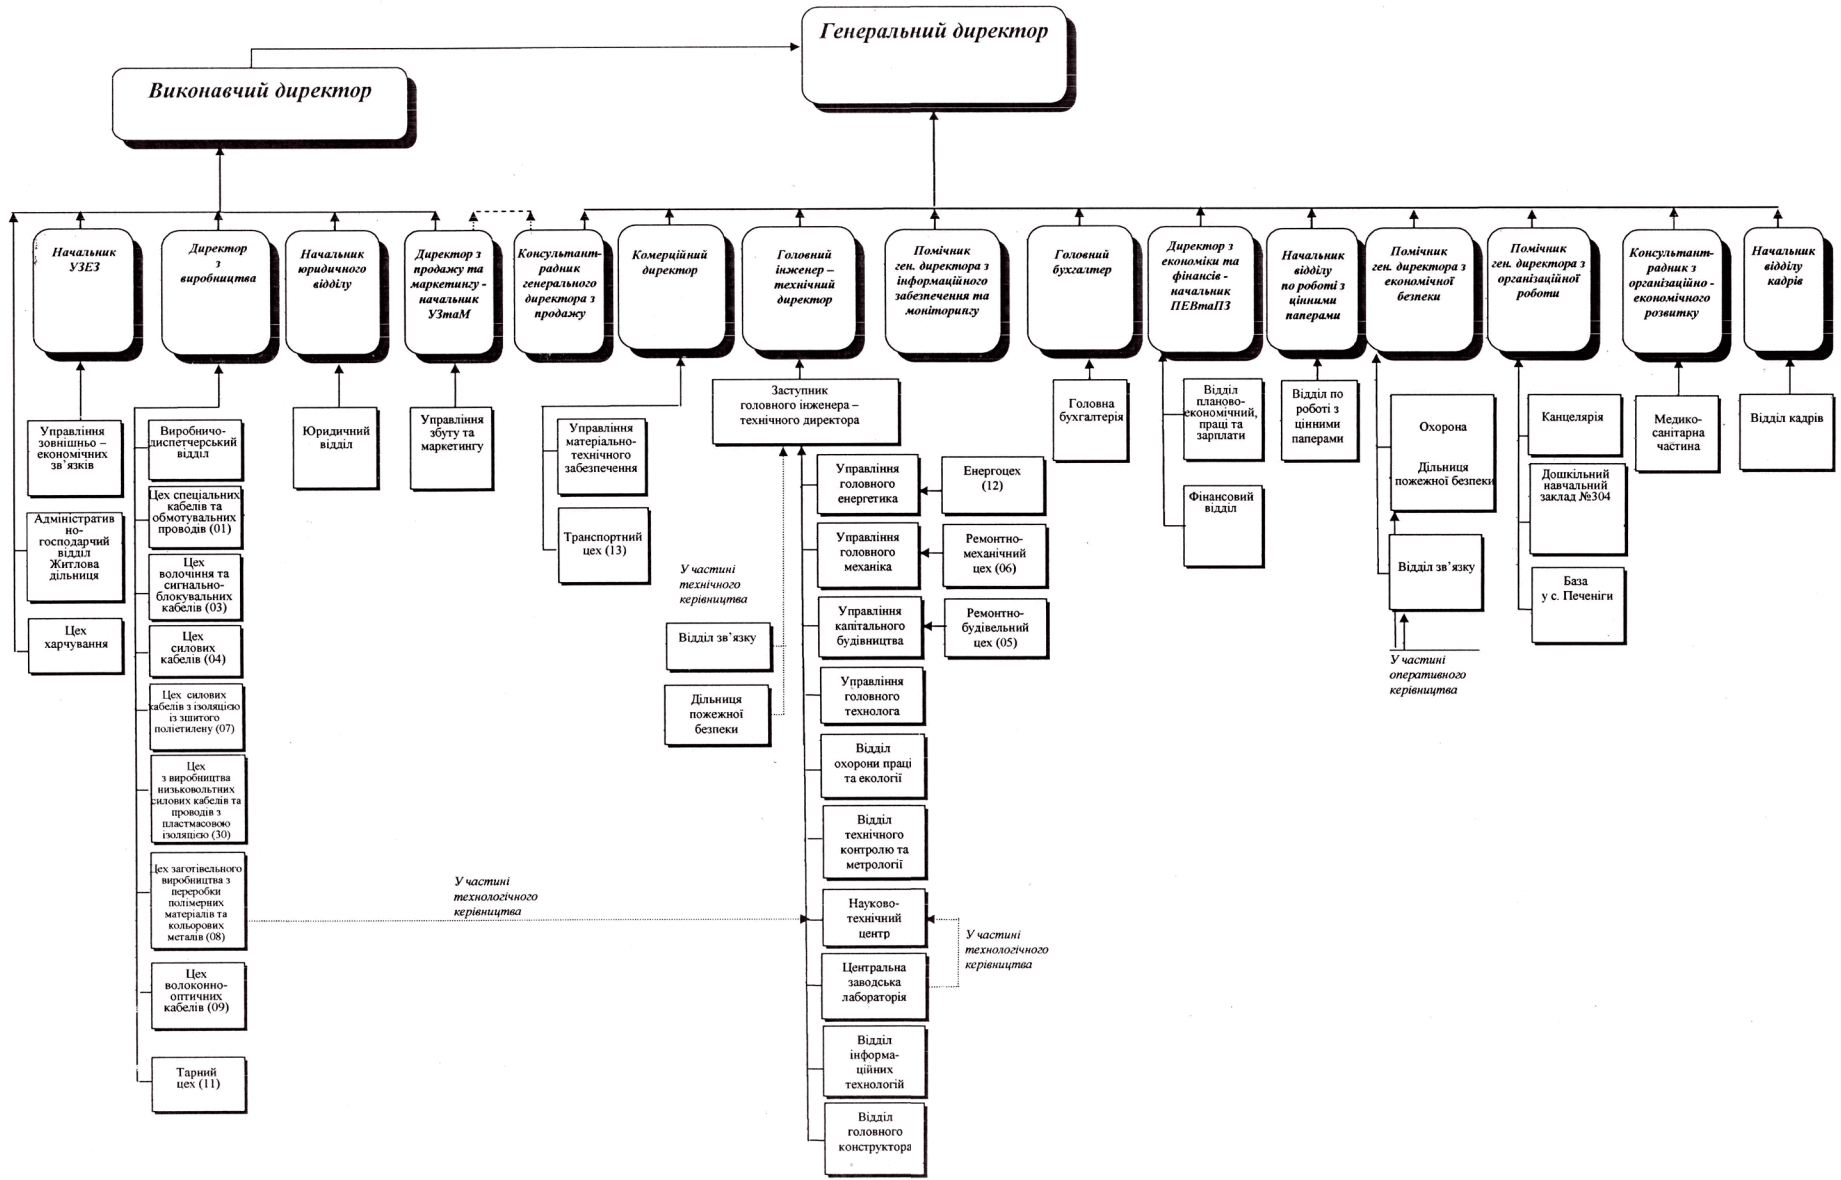 Генеральний директор
Виконавчий директор
Начальник
УЗЕЗ
Директор
з
виробництва
Начальник
юридичного
відділу
Директор з
продажу та
маркетингу -
начальник
УЗтаМ
Консультант-
радник
генерального
директора з
продажу
Комерційний
директор
Головний
інженер –
технічний
директор
Помічник
ген. директора з
інформаційного
забезпечення та
моніторингу
Головний
бухгалтер
Директор з
економіки та
фінансів -
начальник
ПЕВтаПЗ
Начальник
відділу
по роботі з
цінними
паперами
Помічник
ген. директора з
економічної
безпеки
Помічник
ген. директора з
організаційної
роботи
Консультант-
радник з
організаційно -
економічного
розвитку
Начальник
відділу
кадрів
Управління
зовнішньо –
економічних
зв’язків
Адміністратив
но-
господарчий
відділ
Житлова
дільниця
Цех
харчування
Виробничо-
диспетчерський
відділ
Цех спеціальних
кабелів та
обмотувальних
проводів (01)
Цех
волочіння та
сигнально-
блокувальних
кабелів (03)
Цех
силових
кабелів (04)
Цех силових
кабелів з ізоляцією
із зшитого
поліетилену (07)
Цех
з виробництва
низьковольтних
силових кабелів та
проводів з
пластмасовою
ізоляцією (30)
Цех заготівельного
виробництва з
переробки
полімерних
матеріалів та
кольорових
металів (08)
Цех
волоконно-
оптичних
кабелів (09)
Тарний
цех (11)
Юридичний
відділ
Управління
збуту та
маркетингу
У частині
технологічного
керівництва
Управління
матеріально-
технічного
забезпечення
Транспортний
цех (13)
Заступник
головного інженера –
технічного директора
У частині
технічного
керівництва
Відділ зв’язку
Дільниця
пожежної
безпеки
Управління
головного
енергетика
Енергоцех
(12)
Управління
головного
механіка
Ремонтно-
механічний
цех (06)
Управління
капітального
будівництва
Ремонтно-
будівельний
цех (05)
Управління
головного
технолога
Відділ
охорони праці
та екології
Відділ
технічного
контролю та
метрології
Науково-
технічний
центр
У частині
технологічного
керівництва
Центральна
заводська
лабораторія
Відділ
інформа-
ційних
технологій
Відділ
головного
конструктора
Головна
бухгалтерія
Відділ
планово-
економічний,
праці та
зарплати
Фінансовий
відділ
Відділ по
роботі з
цінними
паперами
Охорона
Дільниця
пожежної безпеки
Відділ зв’язку
У частині
оперативного
керівництва
Канцелярія
Дошкільний
навчальний
заклад №304
База
у с. Печеніги
Медико-
санітарна
частина
Відділ кадрів